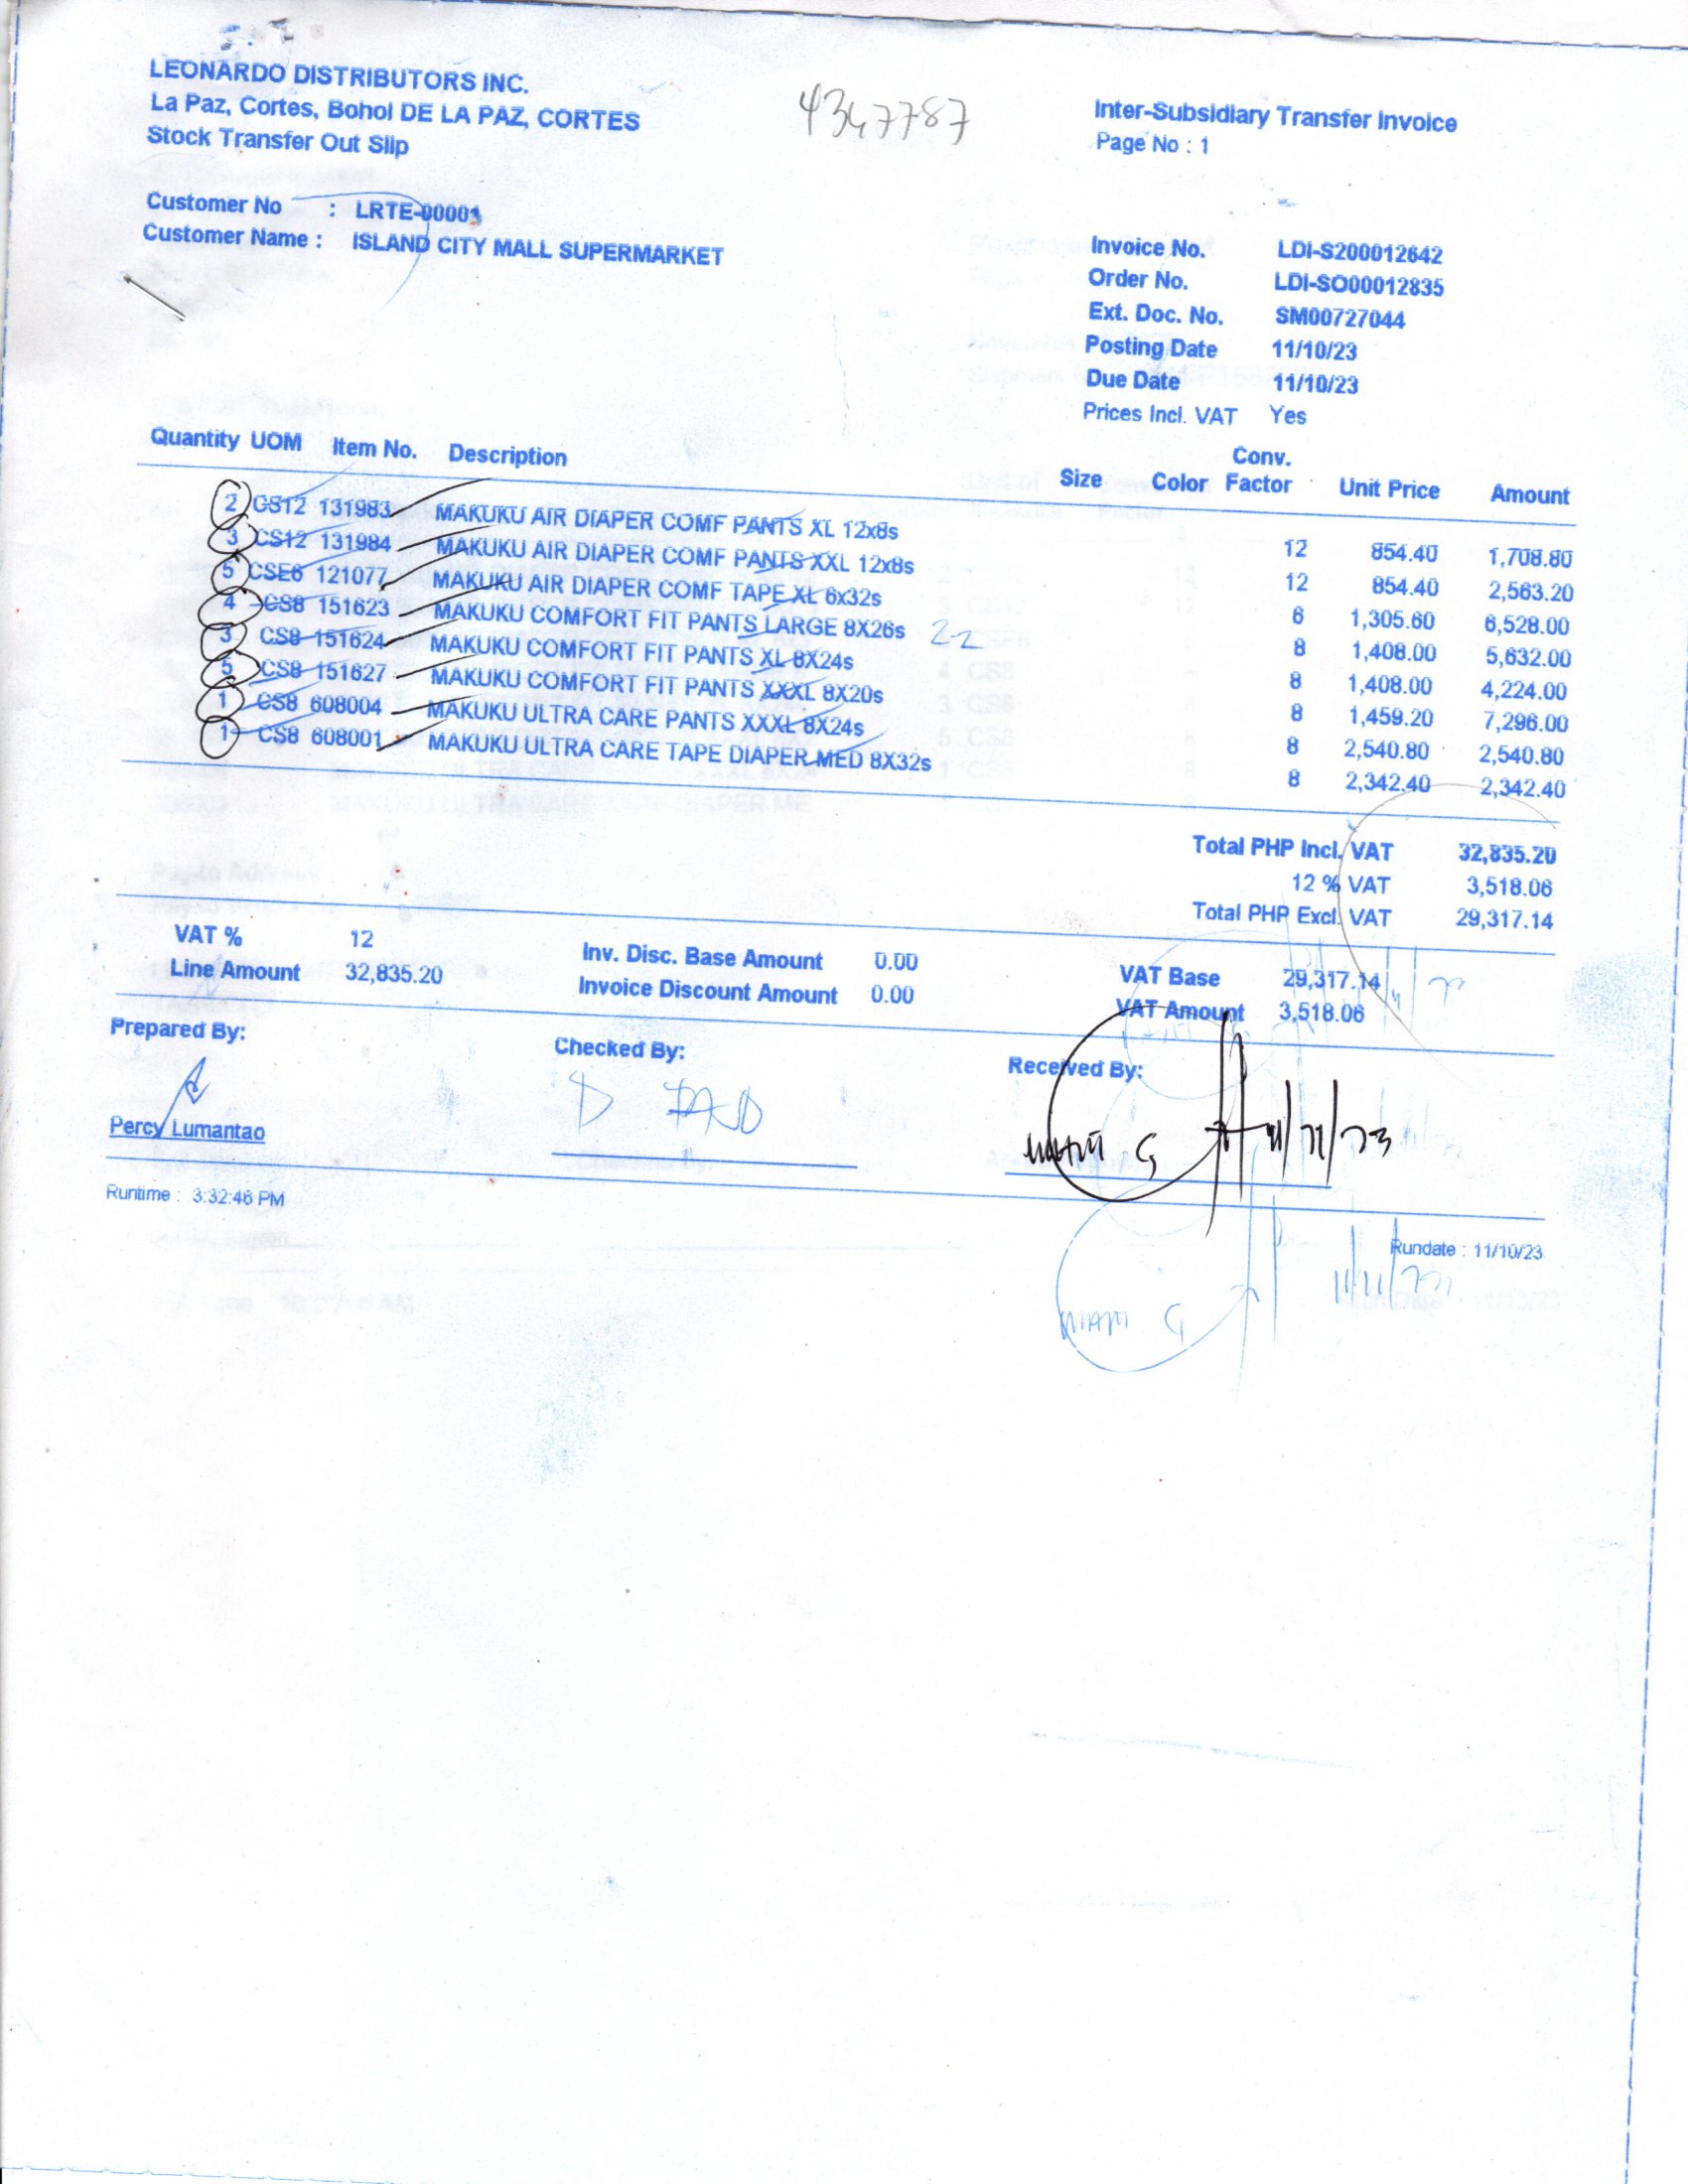 LEONARDO DISTRIBUTORS INC.
La Paz, Cortes, Bohol DE LA PAZ, CORTES
Stock Transfer Out Slip
4347787
Inter-Subsidiary Transfer Invoice
Page No : 1
Customer No : LRTE-00001
Customer Name : ISLAND CITY MALL SUPERMARKET
Invoice No. LDI-S200012642
Order No. LDI-SO00012835
Ext. Doc. No. SM00727044
Posting Date 11/10/23
Due Date 11/10/23
Prices Incl. VAT Yes
Quantity UOM Item No. Description Size Color Conv. Factor Unit Price Amount
2 CS12 131983 MAKUKU AIR DIAPER COMF PANTS XL 12x8s 12 854.40 1,708.80
3 CS12 131984 MAKUKU AIR DIAPER COMF PANTS XXL 12x8s 12 854.40 2,563.20
5 CSE6 121077 MAKUKU AIR DIAPER COMF TAPE XL 6x32s 6 1,305.60 6,528.00
4 CS8 151623 MAKUKU COMFORT FIT PANTS LARGE 8X26s 2-2 8 1,408.00 5,632.00
3 CS8 151624 MAKUKU COMFORT FIT PANTS XL 8X24s 8 1,408.00 4,224.00
5 CS8 151627 MAKUKU COMFORT FIT PANTS XXXL 8X20s 8 1,459.20 7,296.00
1 CS8 608004 MAKUKU ULTRA CARE PANTS XXXL 8X24s 8 2,540.80 2,540.80
1 CS8 608001 MAKUKU ULTRA CARE TAPE DIAPER MED 8X32s 8 2,342.40 2,342.40
Total PHP Incl. VAT 32,835.20
12 % VAT 3,518.06
Total PHP Excl. VAT 29,317.14
VAT % 12
Line Amount 32,835.20
Inv. Disc. Base Amount 0.00
Invoice Discount Amount 0.00
VAT Base 29,317.14
VAT Amount 3,518.06
Prepared By:
Percy Lumantao
Checked By:
Received By:
Runtime : 3:32:46 PM
Rundate : 11/10/23